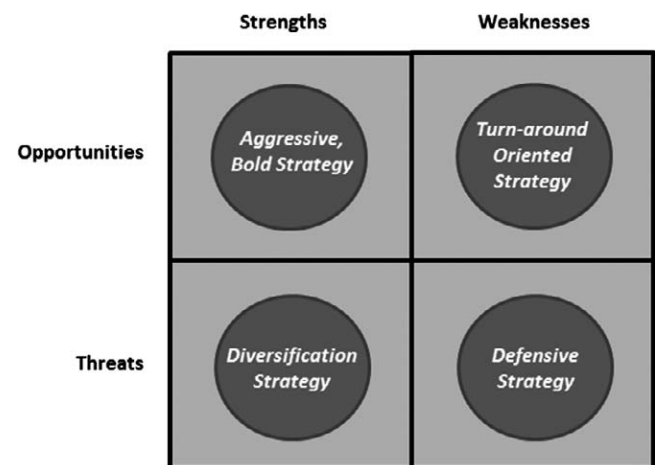 Strengths
Weaknesses
Opportunities
Aggressive,
Bold Strategy
Turn-around
Oriented
Strategy
Threats
Diversification
Strategy
Defensive
Strategy